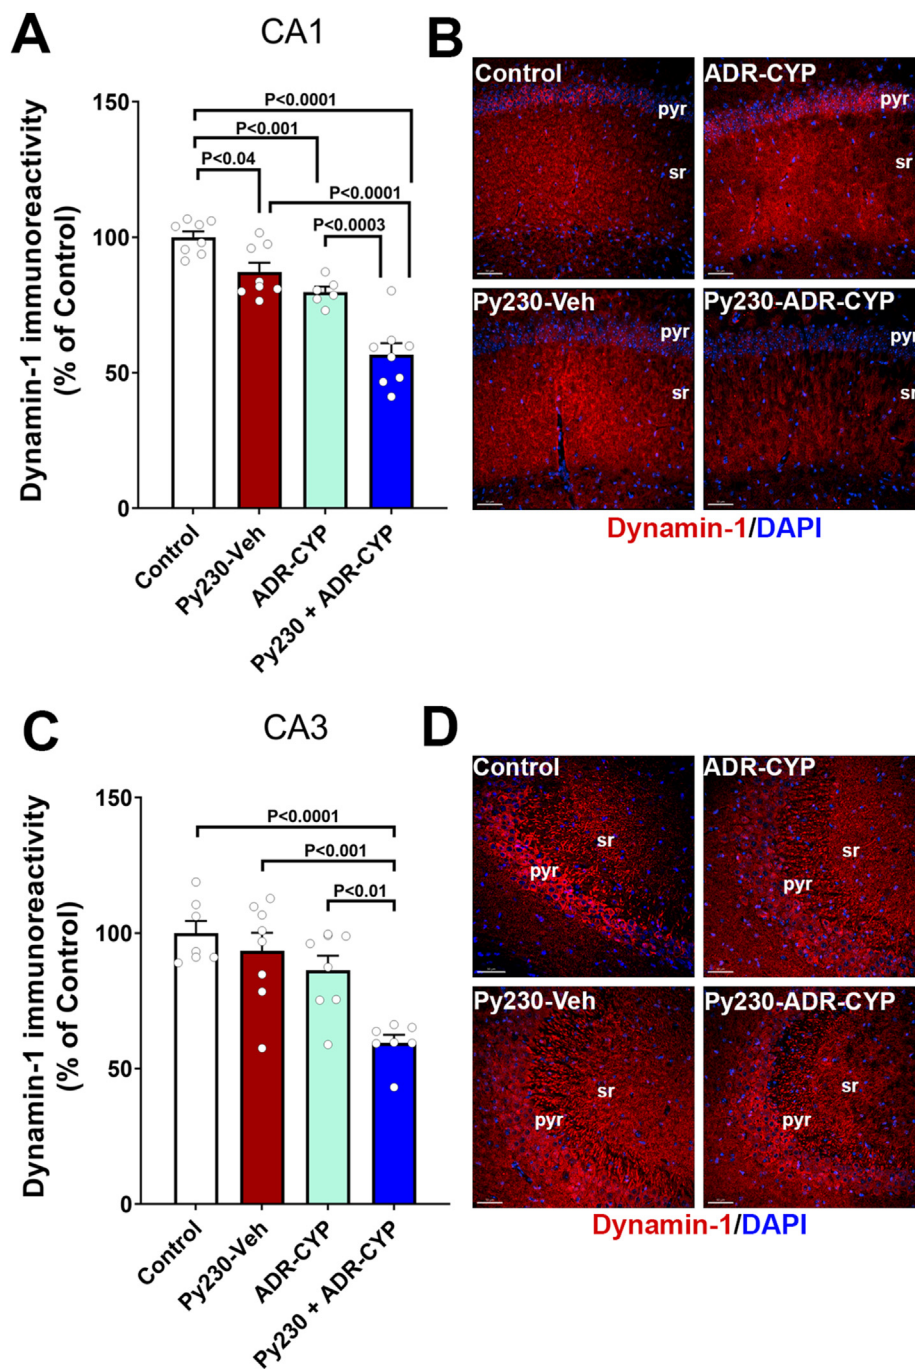 A
CA1
Dynamin-1 immunoreactivity
(% of Control)
150
100
50
0
P<0.0001
P<0.001
P<0.04
P<0.0001
P<0.0003
Control
Py230-Veh
ADR-CYP
Py230 + ADR-CYP
B
Control
pyr
sr
ADR-CYP
pyr
sr
Py230-Veh
pyr
sr
Py230-ADR-CYP
pyr
sr
Dynamin-1/DAPI
C
CA3
Dynamin-1 immunoreactivity
(% of Control)
150
100
50
0
P<0.0001
P<0.001
P<0.01
Control
Py230-Veh
ADR-CYP
Py230 + ADR-CYP
D
Control
sr
pyr
ADR-CYP
sr
pyr
Py230-Veh
sr
pyr
Py230-ADR-CYP
sr
pyr
Dynamin-1/DAPI